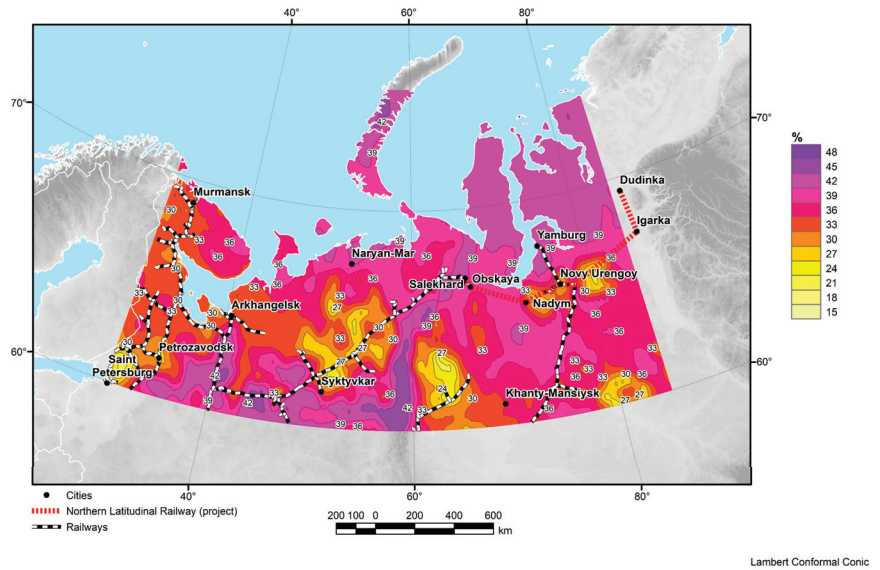 40° 60° 80°
70°
70°
60°
60°
40° 60° 80°
Murmansk
Naryan-Mar
Arkhangelsk
Salekhard
Obskaya
Yamburg
Novy Urengoy
Nadym
Dudinka
Igarka
Petrozavodsk
Saint
Petersburg
Syktyvkar
Khanty-Mansiysk
%
48
45
42
39
36
33
30
27
24
21
18
15
Cities
Northern Latitudinal Railway (project)
Railways
200 100 0 200 400 600
km
Lambert Conformal Conic